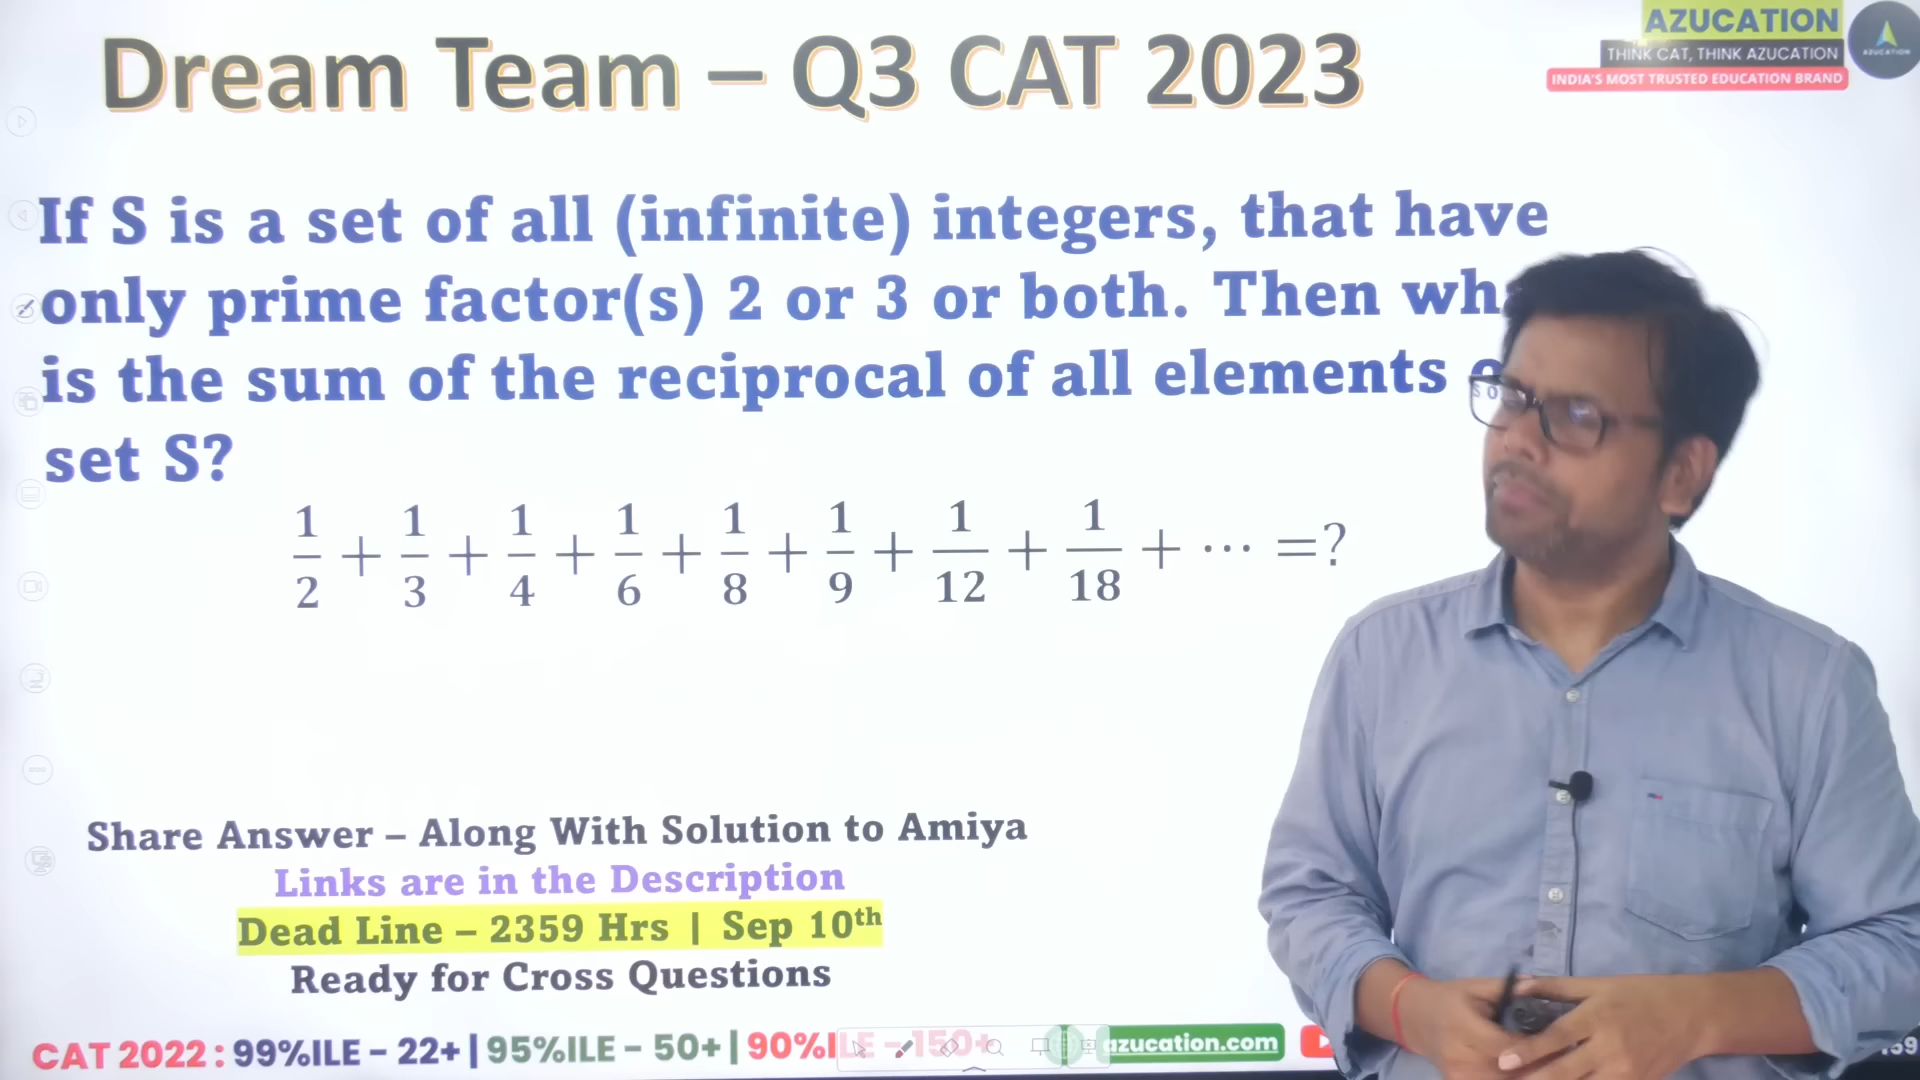 Dream Team – Q3 CAT 2023
AZUCATION
THINK CAT, THINK AZUCATION
INDIA'S MOST TRUSTED EDUCATION BRAND
AZUCATION
If S is a set of all (infinite) integers, that have
only prime factor(s) 2 or 3 or both. Then
is the sum of the reciprocal of all elements
set S?
1/2 + 1/3 + 1/4 + 1/6 + 1/8 + 1/9 + 1/12 + 1/18 + ··· =?
Share Answer – Along With Solution to Amiya
Links are in the Description
Dead Line – 2359 Hrs | Sep 10th
Ready for Cross Questions
CAT 2022 : 99%ILE – 22+ | 95%ILE – 50+ | 90%ILE – 150+
azucation.com